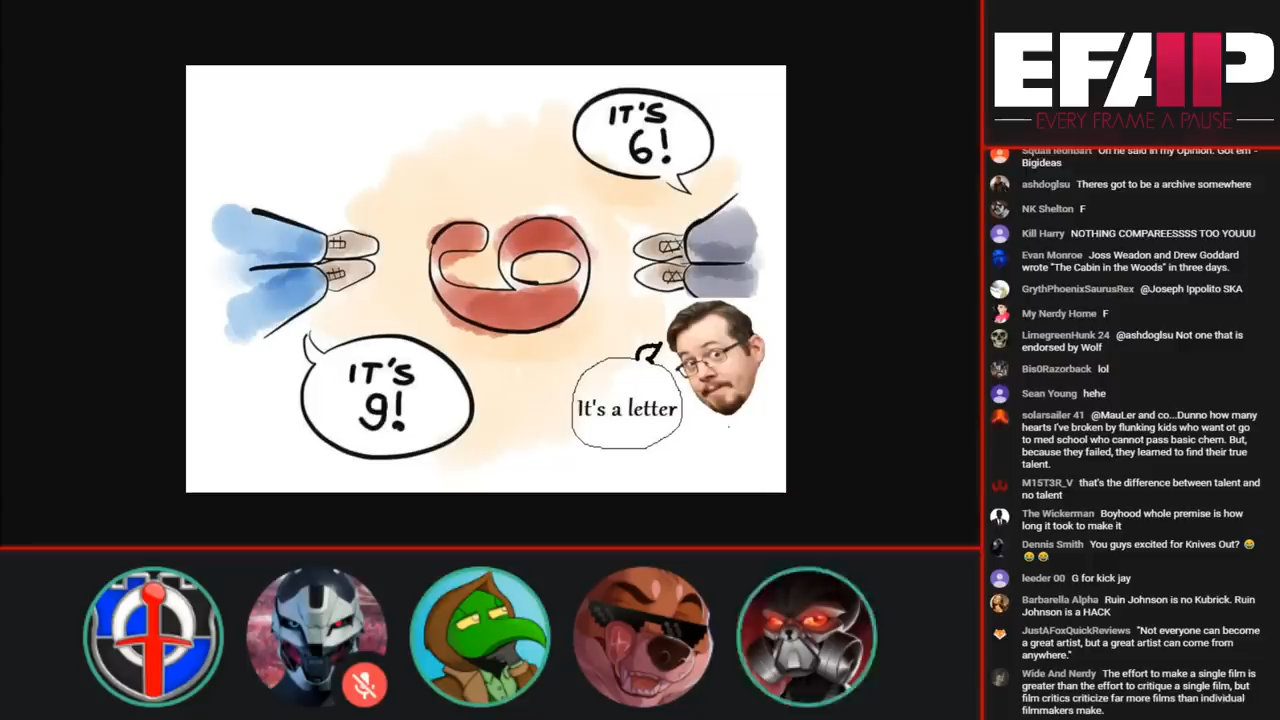 IT'S
6!
IT'S
9!
It's a letter
EFAP
EVERY FRAME A PAUSE
Squall leonhart Oh he said in my Opinion. Got em -
Bigideas
ashdoglsu Theres got to be a archive somewhere
NK Shelton F
Kill Harry NOTHING COMPAREESSSS TOO YOUUU
Evan Monroe Joss Weadon and Drew Goddard
wrote "The Cabin in the Woods" in three days.
GrythPhoenixSaurusRex @Joseph Ippolito SKA
My Nerdy Home F
LimegreenHunk 24 @ashdoglsu Not one that is
endorsed by Wolf
Bis0Razorback lol
Sean Young hehe
solarsailer 41 @MauLer and co...Dunno how many
hearts I've broken by flunking kids who want ot go
to med school who cannot pass basic chem. But,
because they failed, they learned to find their true
talent.
M15T3R_V that's the difference between talent and
no talent
The Wickerman Boyhood whole premise is how
long it took to make it
Dennis Smith You guys excited for Knives Out? 😂
😂 😂
leeder 00 G for kick jay
Barbarella Alpha Ruin Johnson is no Kubrick. Ruin
Johnson is a HACK
JustAFoxQuickReviews "Not everyone can become
a great artist, but a great artist can come from
anywhere."
Wide And Nerdy The effort to make a single film is
greater than the effort to critique a single film, but
film critics criticize far more films than individual
filmmakers make.